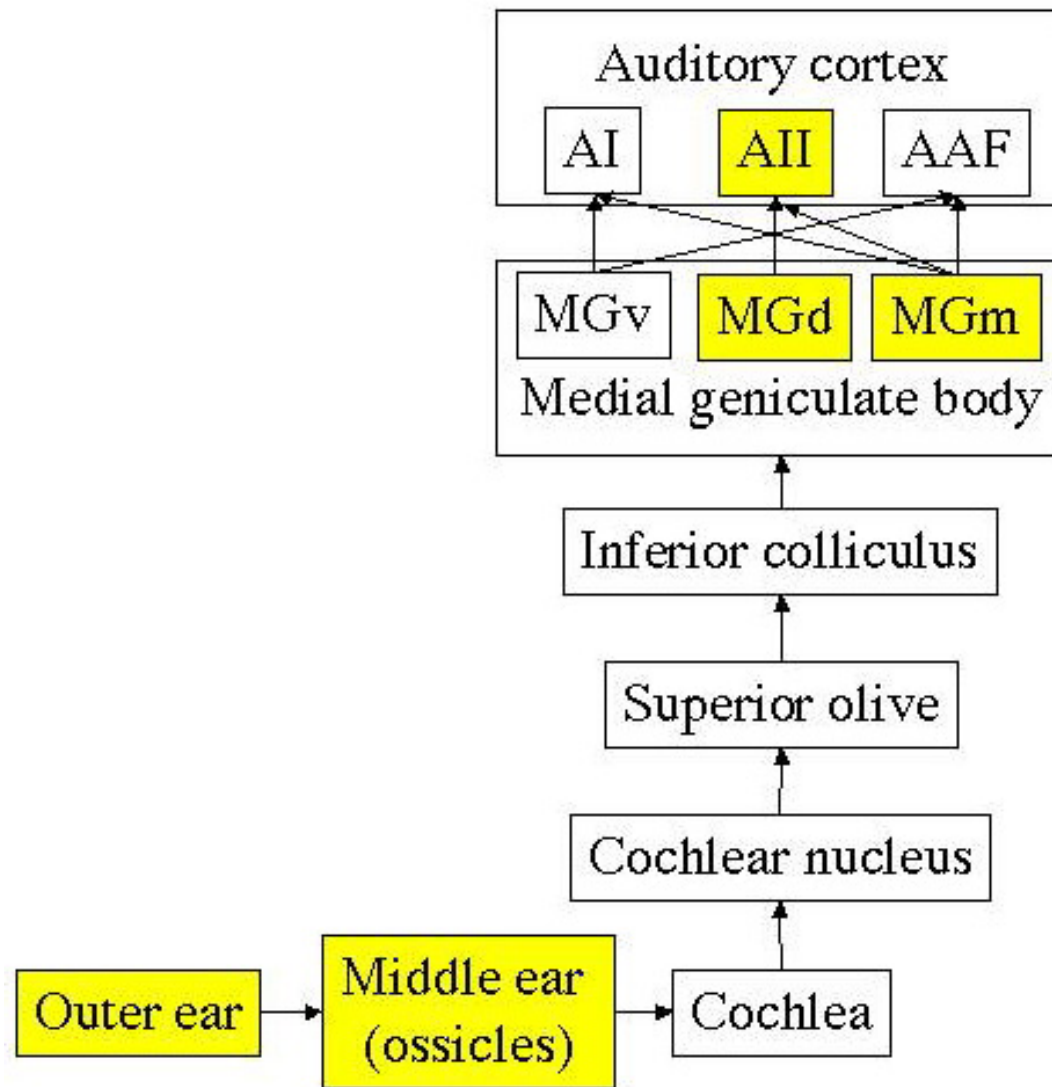 Auditory cortex
AI
AII
AAF
MGv
MGd
MGm
Medial geniculate body
Inferior colliculus
Superior olive
Cochlear nucleus
Outer ear
Middle ear
(ossicles)
Cochlea